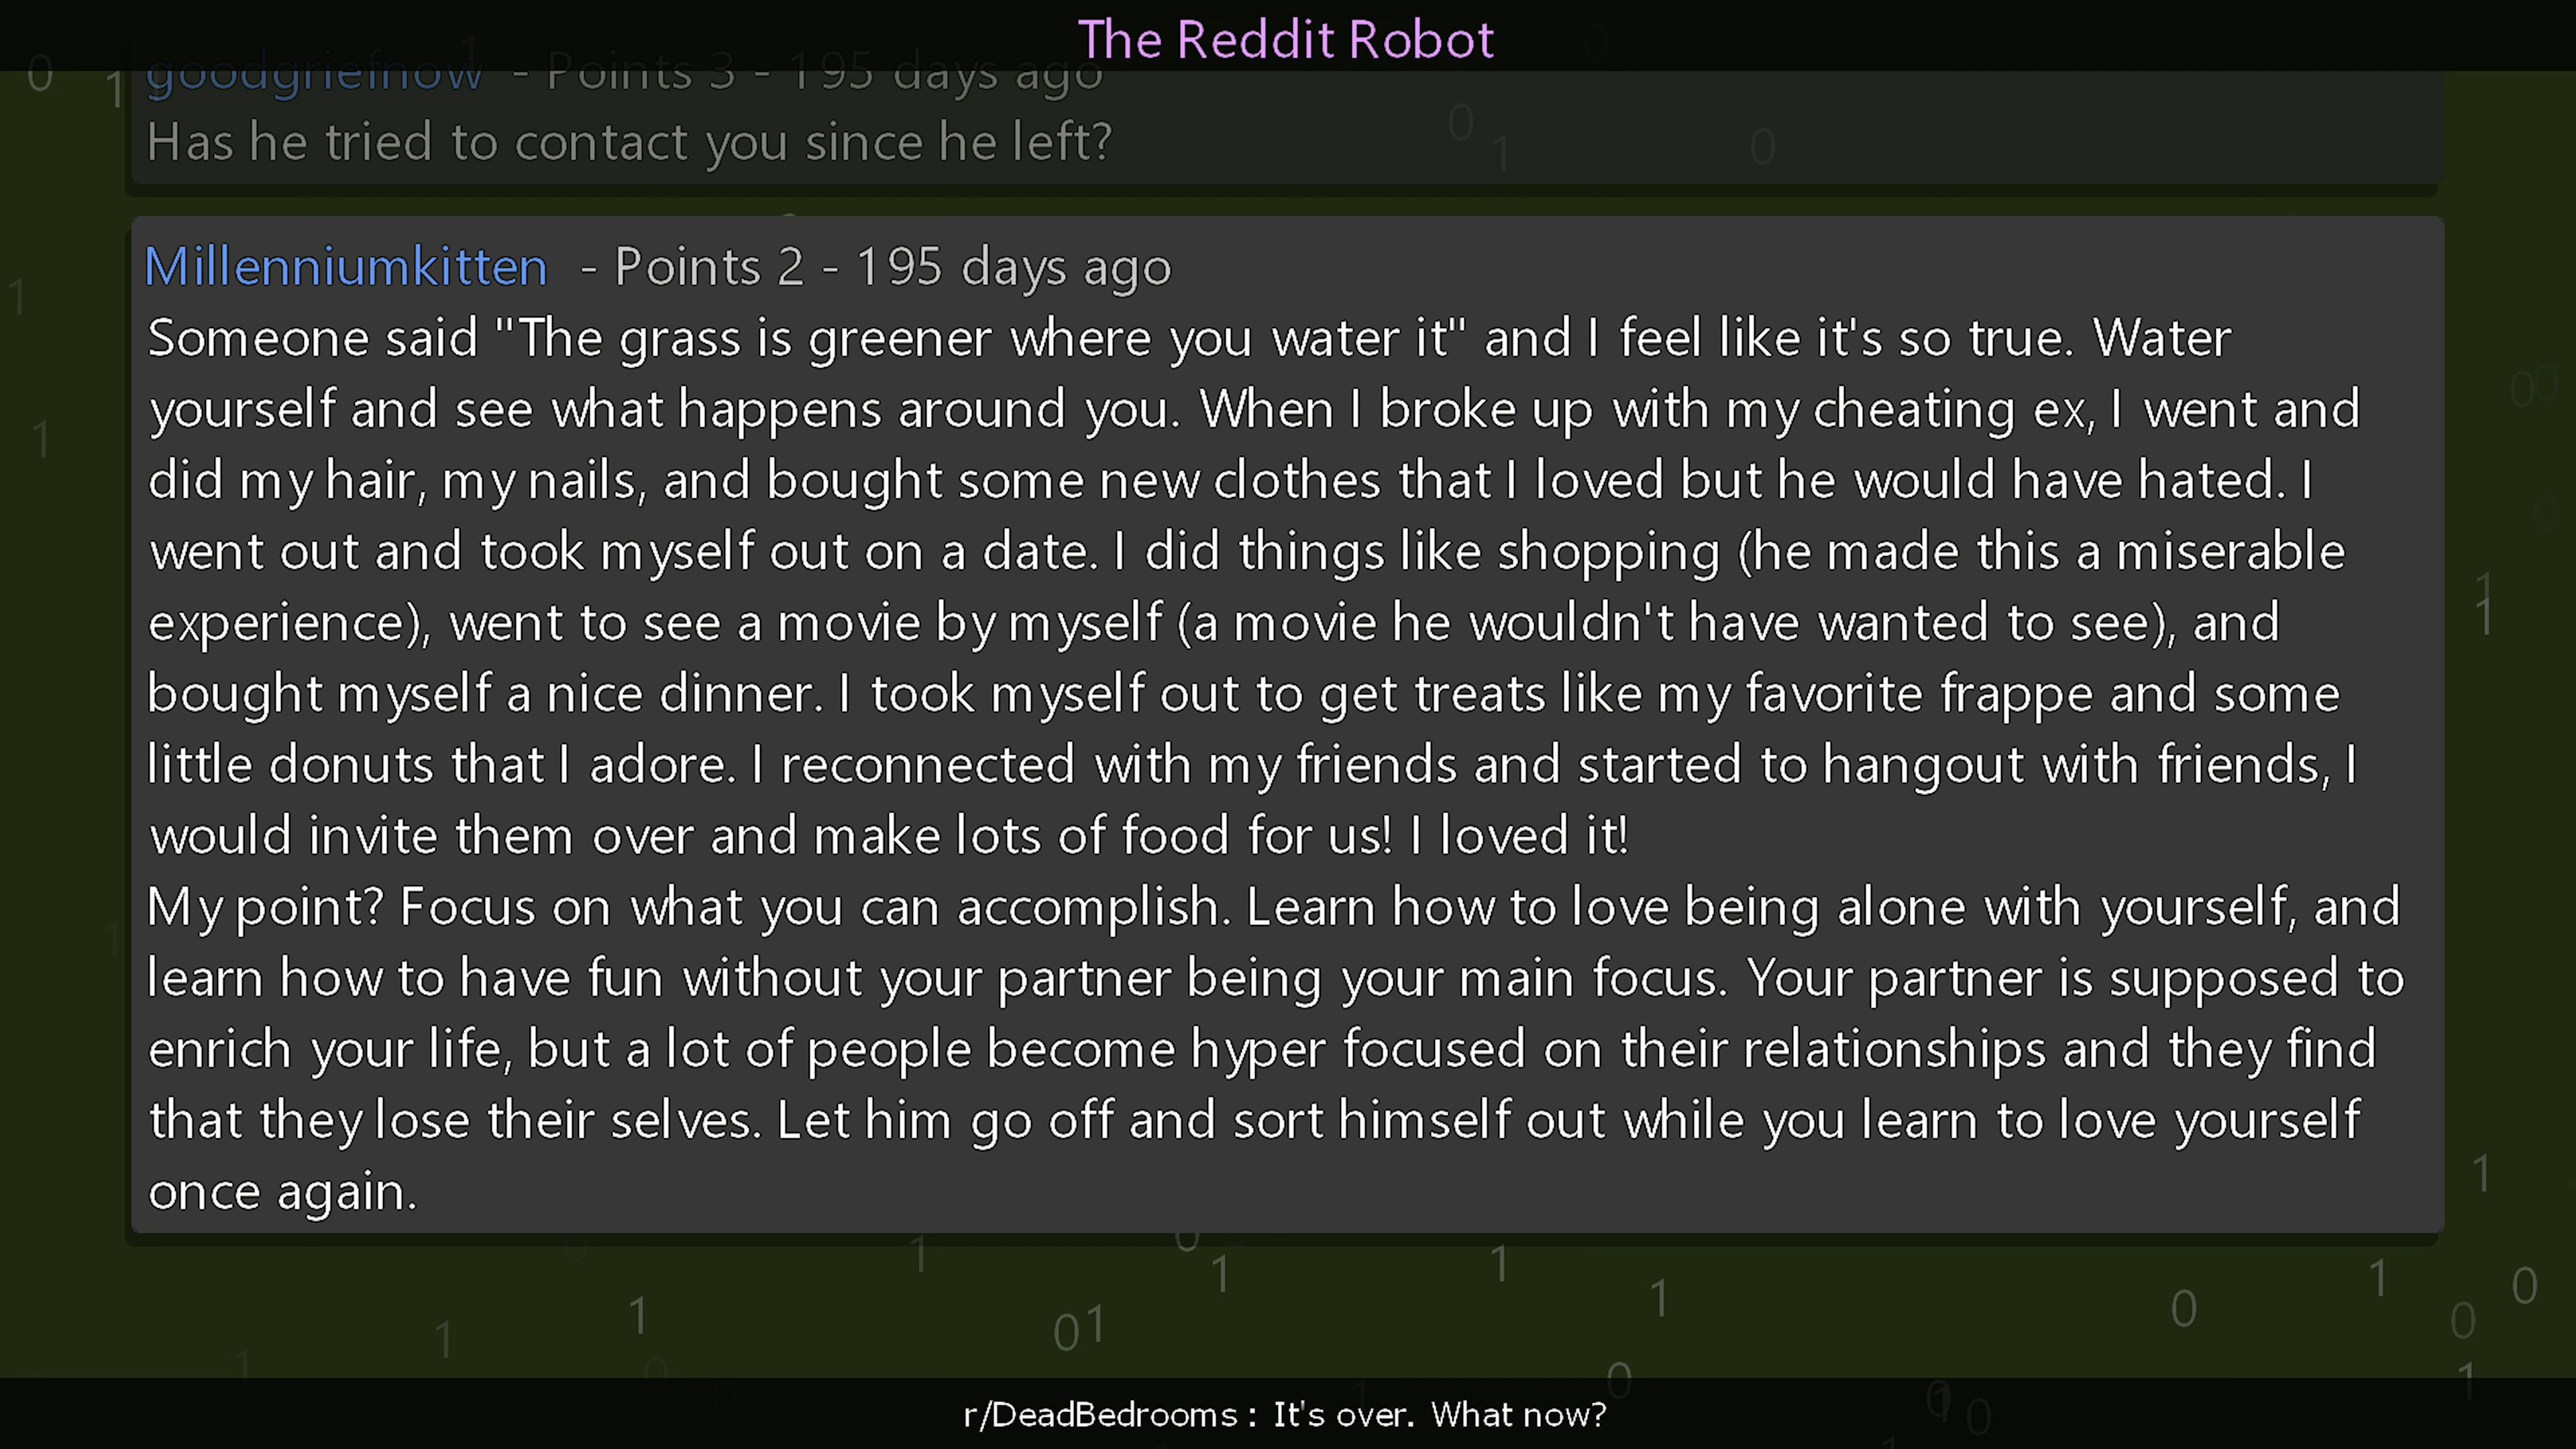 The Reddit Robot
goodgriefnow - Points 3 - 195 days ago
Has he tried to contact you since he left?
Millenniumkitten - Points 2 - 195 days ago
Someone said "The grass is greener where you water it" and I feel like it's so true. Water
yourself and see what happens around you. When I broke up with my cheating ex, I went and
did my hair, my nails, and bought some new clothes that I loved but he would have hated. I
went out and took myself out on a date. I did things like shopping (he made this a miserable
experience), went to see a movie by myself (a movie he wouldn't have wanted to see), and
bought myself a nice dinner. I took myself out to get treats like my favorite frappe and some
little donuts that I adore. I reconnected with my friends and started to hangout with friends, I
would invite them over and make lots of food for us! I loved it!
My point? Focus on what you can accomplish. Learn how to love being alone with yourself, and
learn how to have fun without your partner being your main focus. Your partner is supposed to
enrich your life, but a lot of people become hyper focused on their relationships and they find
that they lose their selves. Let him go off and sort himself out while you learn to love yourself
once again.
r/DeadBedrooms : It's over. What now?